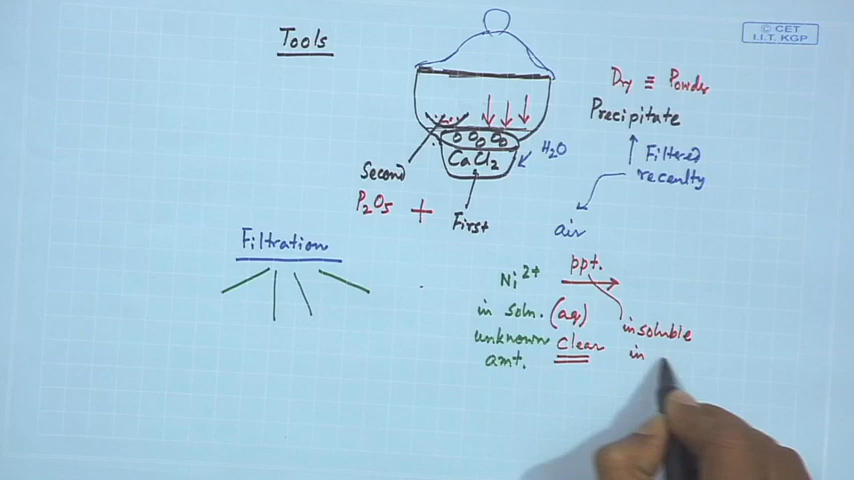 Tools
© CET
I.I.T. KGP
Dry ≡ Powder
Precipitate
H2O
CaCl2
Filtered
recenlty
Second
P2O5 +
First
air
Filtration
Ni2+ ppt.
in soln. (aq)
insoluble
in
unknown Clear
amt.